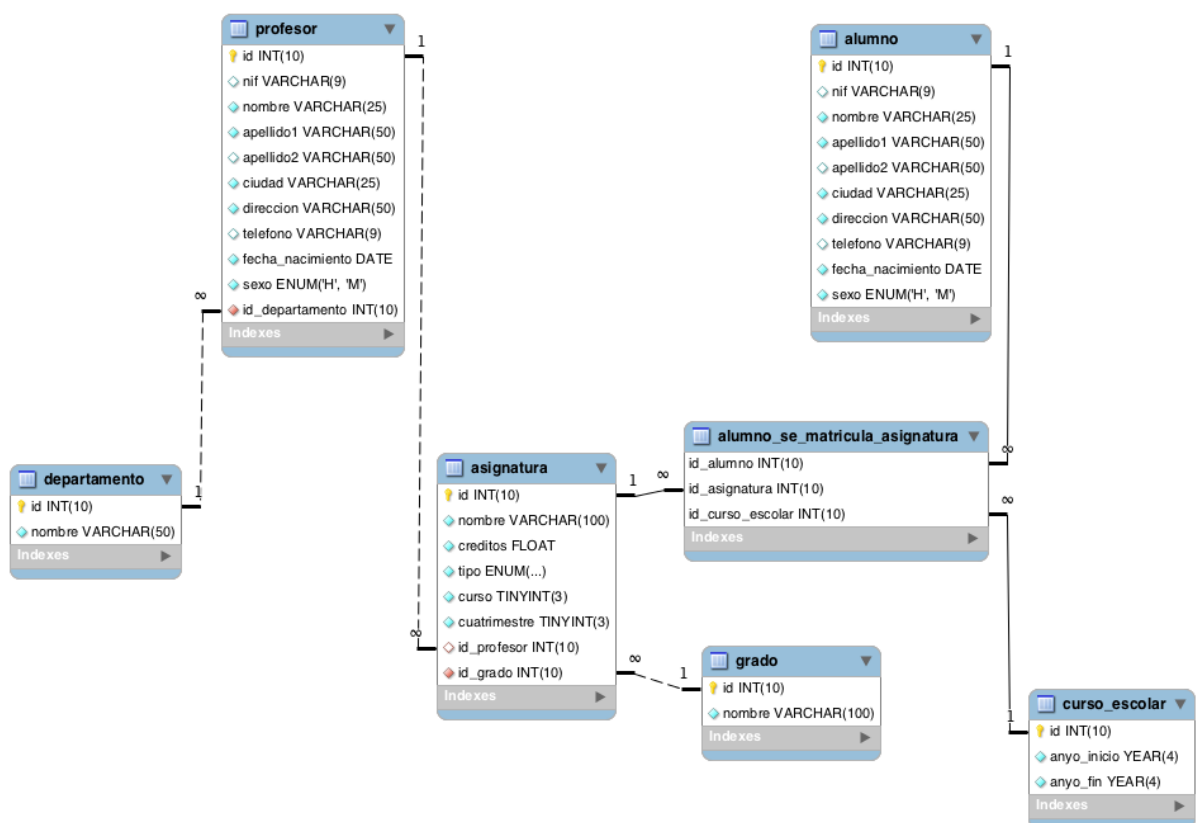 profesor
id INT(10)
nif VARCHAR(9)
nombre VARCHAR(25)
apellido1 VARCHAR(50)
apellido2 VARCHAR(50)
ciudad VARCHAR(25)
direccion VARCHAR(50)
telefono VARCHAR(9)
fecha_nacimiento DATE
sexo ENUM('H', 'M')
id_departamento INT(10)
Indexes
1
∞
alumno
id INT(10)
nif VARCHAR(9)
nombre VARCHAR(25)
apellido1 VARCHAR(50)
apellido2 VARCHAR(50)
ciudad VARCHAR(25)
direccion VARCHAR(50)
telefono VARCHAR(9)
fecha_nacimiento DATE
sexo ENUM('H', 'M')
Indexes
1
departamento
id INT(10)
nombre VARCHAR(50)
Indexes
1
asignatura
id INT(10)
nombre VARCHAR(100)
creditos FLOAT
tipo ENUM(...)
curso TINYINT(3)
cuatrimestre TINYINT(3)
id_profesor INT(10)
id_grado INT(10)
Indexes
∞
1
∞
∞
1
alumno_se_matricula_asignatura
id_alumno INT(10)
id_asignatura INT(10)
id_curso_escolar INT(10)
Indexes
∞
∞
grado
id INT(10)
nombre VARCHAR(100)
Indexes
1
curso_escolar
id INT(10)
anyo_inicio YEAR(4)
anyo_fin YEAR(4)
Indexes